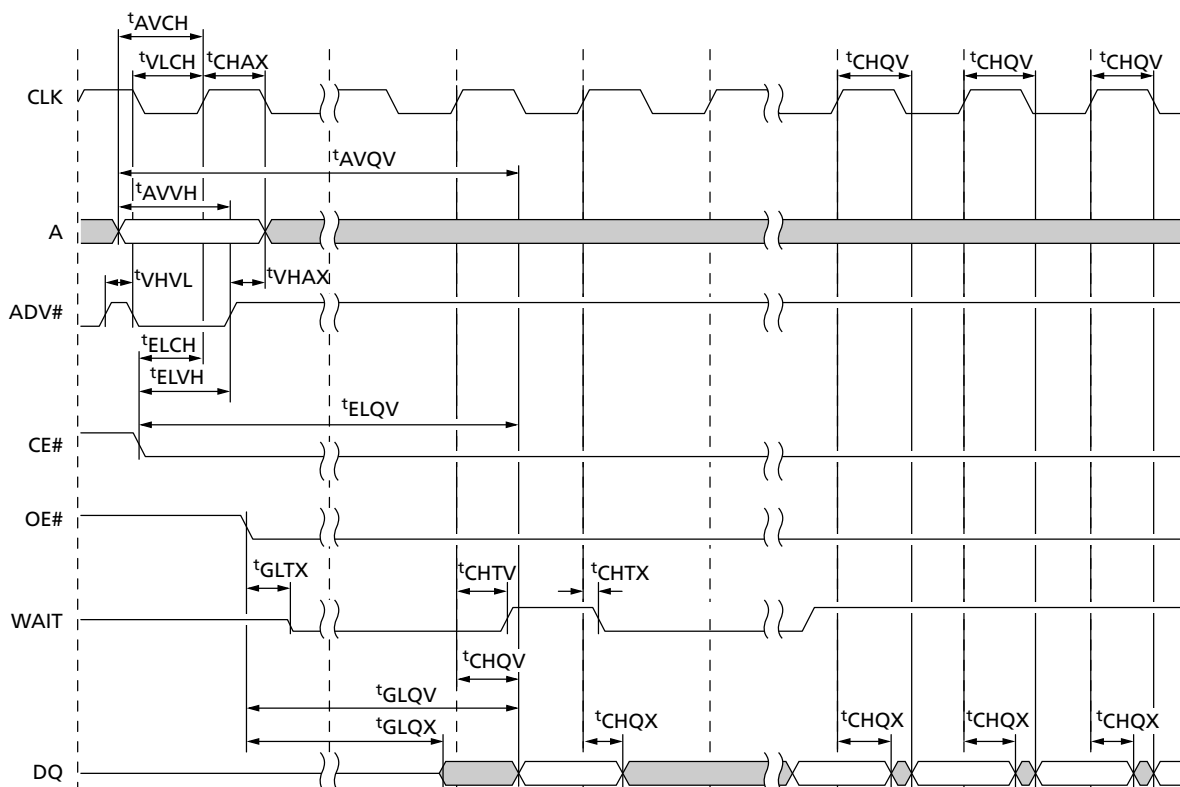 tAVCH
tVLCH tCHAX tCHQV tCHQV tCHQV
CLK
tAVQV
tAVVH
A
tVHVL tVHAX
ADV#
tELCH
tELVH
tELQV
CE#
OE#
tGLTX tCHTV tCHTX
WAIT
tCHQV
tGLQV
tGLQX tCHQX tCHQX tCHQX tCHQX
DQ